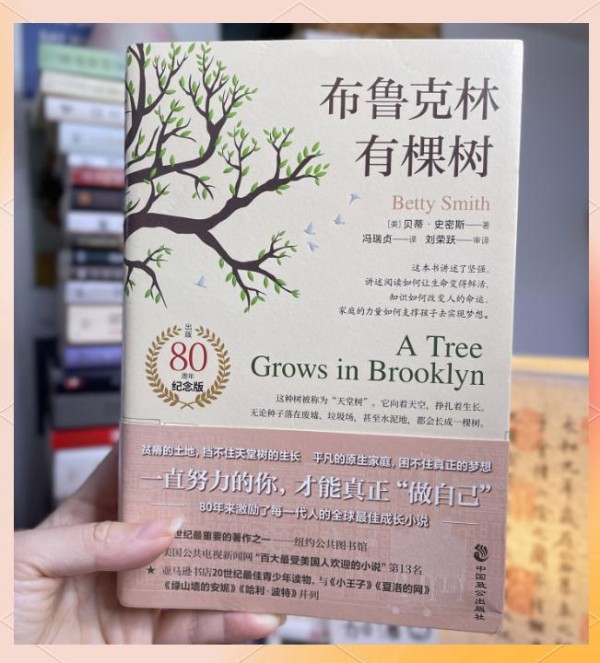 布鲁克林
有棵树
Betty Smith
[美] 贝蒂·史密斯——著
冯瑞贞——译 刘荣跃——审译
这本书讲述了坚强。
讲述阅读如何让生命变得鲜活,
知识如何改变人的命运,
家庭的力量如何支撑孩子去实现梦想。
出版
80
周年
纪念版
A Tree
Grows in Brooklyn
这种树被称为“天堂树”。它向着天空,挣扎着生长。
无论种子落在废墟、垃圾场,甚至水泥地,都会长成一棵树。
贫瘠的土地,挡不住天堂树的生长 平凡的原生家庭,困不住真正的梦想
一直努力的你,才能真正“做自己”
80年来激励了每一代人的全球最佳成长小说
世纪最重要的著作之一——纽约公共图书馆
美国公共电视新闻网“百大最受美国人欢迎的小说”第13名
★ 亚马逊书店20世纪最佳青少年读物,与《小王子》《夏洛的网》
《绿山墙的安妮》《哈利·波特》并列
中国致公出版社